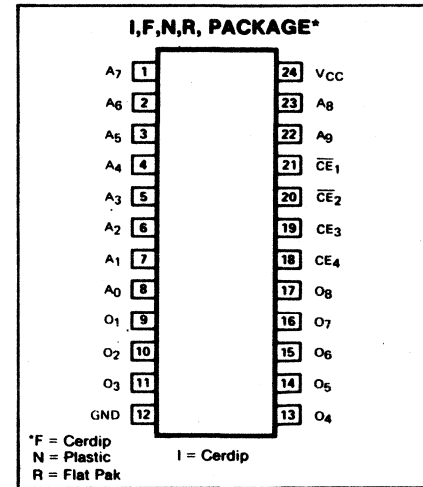 I,F,N,R, PACKAGE*
A7 1 24 VCC
A6 2 23 A8
A5 3 22 A9
A4 4 21 C̅E̅1
A3 5 20 C̅E̅2
A2 6 19 CE3
A1 7 18 CE4
A0 8 17 O8
O1 9 16 O7
O2 10 15 O6
O3 11 14 O5
GND 12 13 O4
*F = Cerdip
N = Plastic I = Cerdip
R = Flat Pak